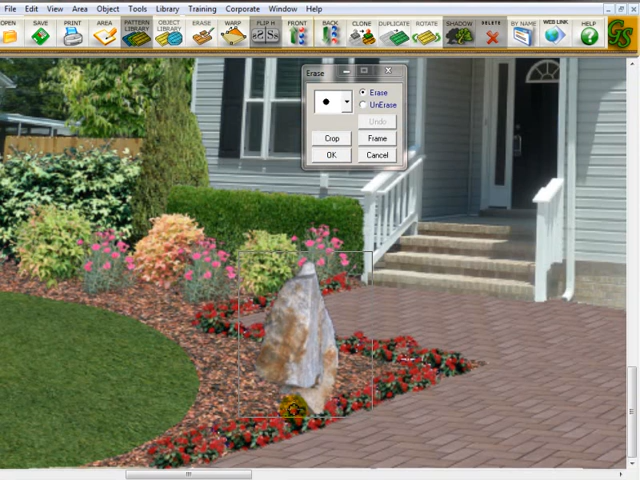 File Edit View Area Object Tools Library Training Corporate Window Help
OPEN SAVE PRINT AREA PATTERN LIBRARY OBJECT LIBRARY ERASE WARP FLIP H FRONT BACK CLONE DUPLICATE ROTATE SHADOW DELETE BY NAME WEB LINK HELP GS
Erase
Erase
UnErase
Undo
Crop Frame
OK Cancel